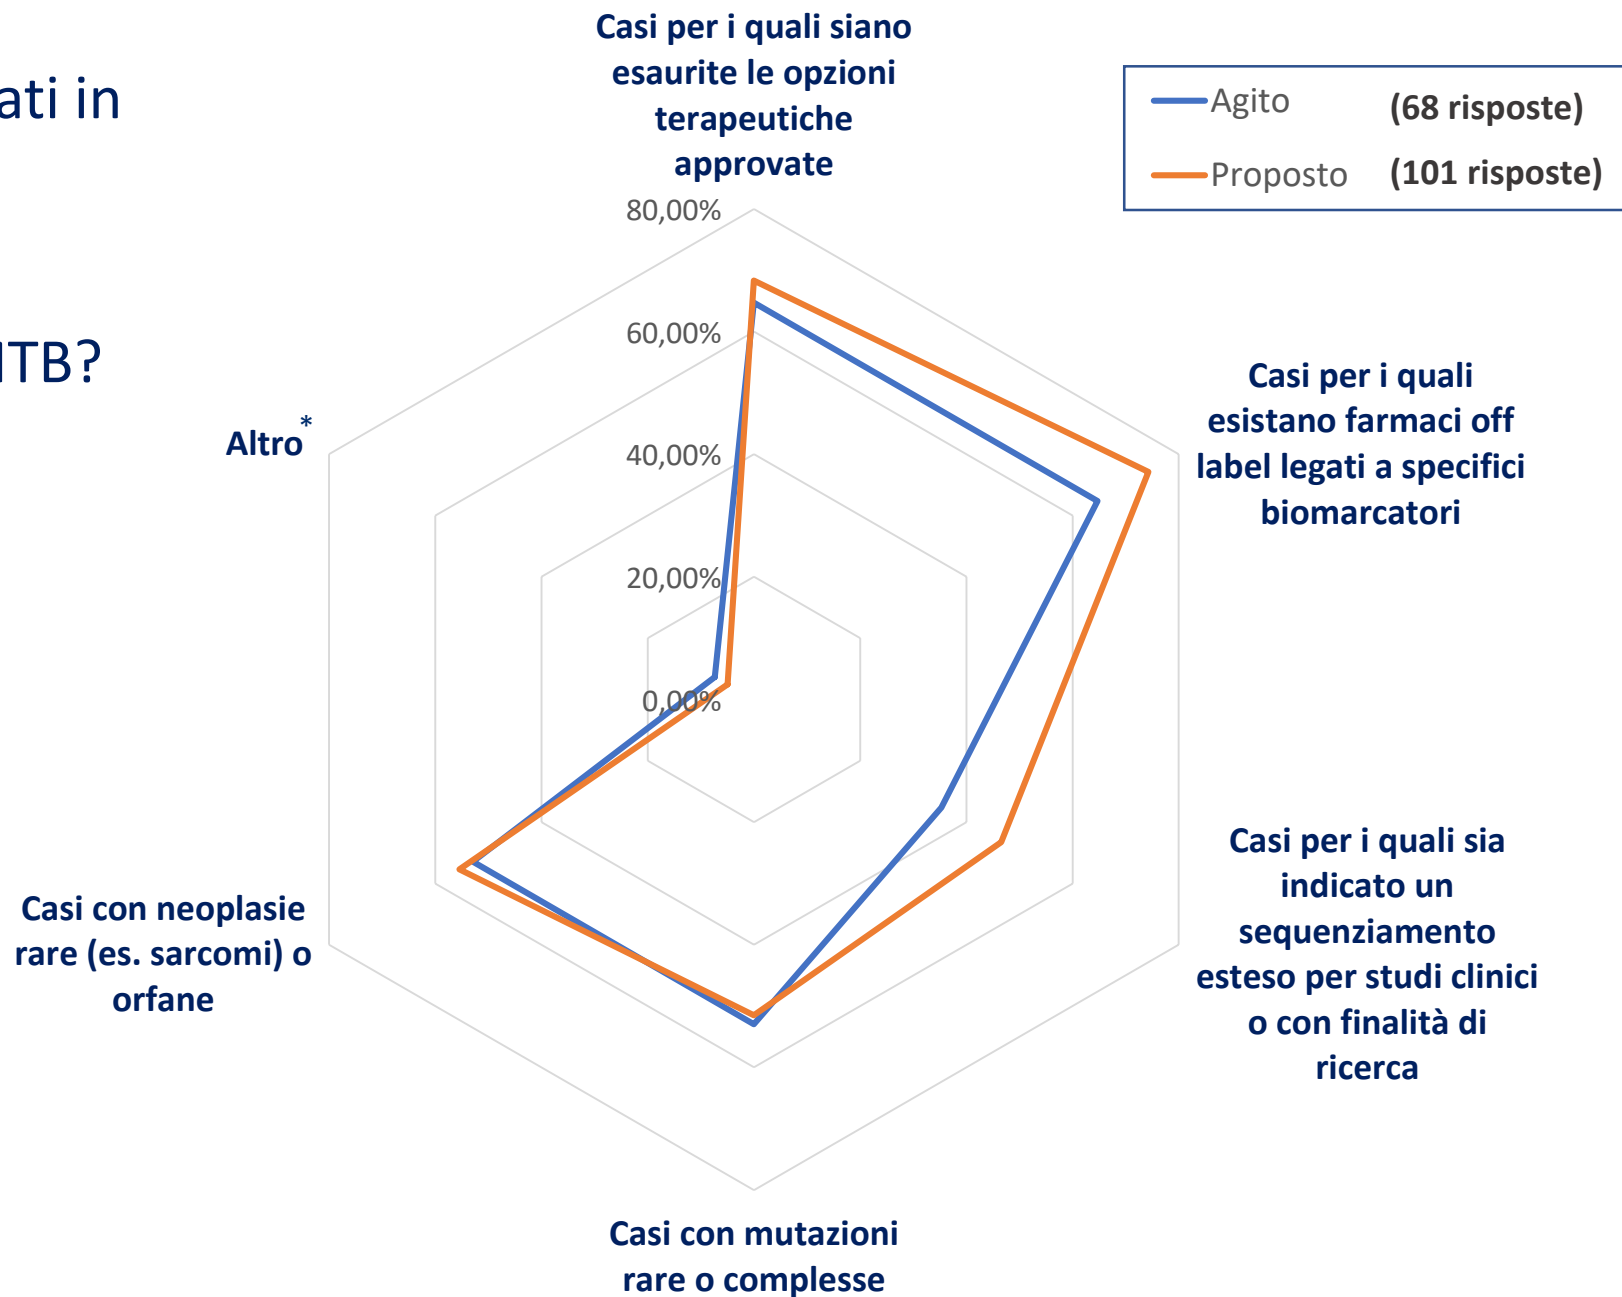 Casi per i quali siano
esaurite le opzioni
terapeutiche
approvate
ati in
Agito (68 risposte)
Proposto (101 risposte)
80,00%
60,00%
40,00%
20,00%
0,00%
ITB?
Altro*
Casi per i quali
esistano farmaci off
label legati a specifici
biomarcatori
Casi per i quali sia
indicato un
sequenziamento
esteso per studi clinici
o con finalità di
ricerca
Casi con neoplasie
rare (es. sarcomi) o
orfane
Casi con mutazioni
rare o complesse